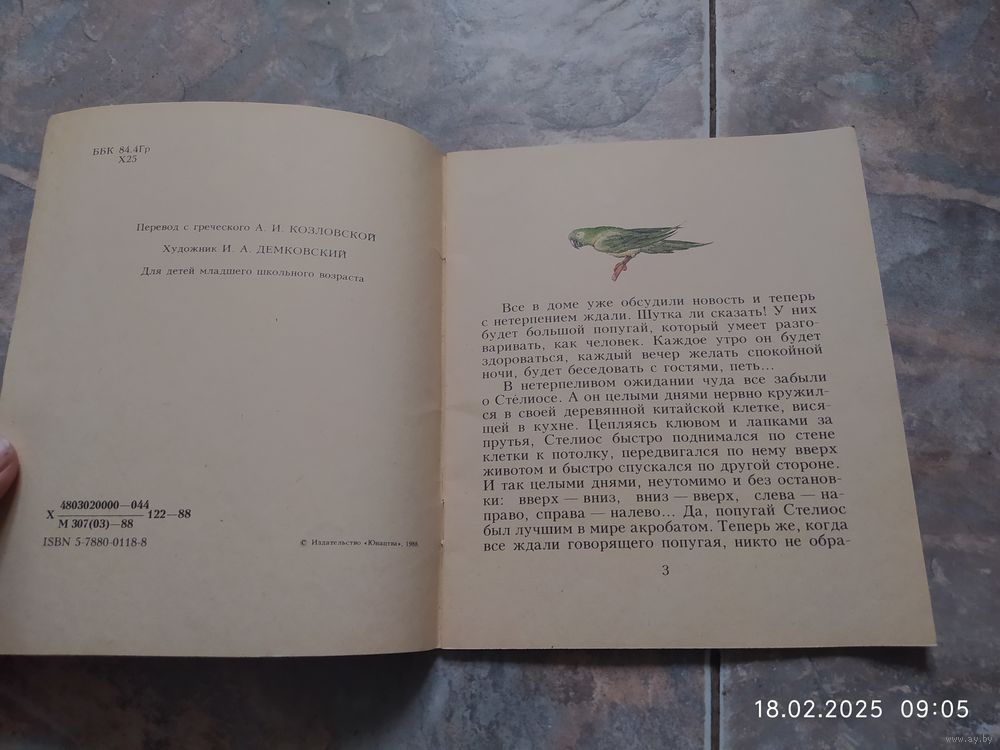 ББК 84.4Гр
Х25
Перевод с греческого А. И. КОЗЛОВСКОЙ
Художник И. А. ДЕМКОВСКИЙ
Для детей младшего школьного возраста
Х 4803020000—044 122—88
М 307(03)—88
ISBN 5-7880-0118-8
© Издательство «Юнацтва», 1988
Все в доме уже обсудили новость и теперь
с нетерпением ждали. Шутка ли сказать! У них
будет большой попугай, который умеет разго-
варивать, как человек. Каждое утро он будет
здороваться, каждый вечер желать спокойной
ночи, будет беседовать с гостями, петь...
В нетерпеливом ожидании чуда все забыли
о Стелиосе. А он целыми днями нервно кружил-
ся в своей деревянной китайской клетке, вися-
щей в кухне. Цепляясь клювом и лапками за
прутья, Стелиос быстро поднимался по стене
клетки к потолку, передвигался по нему вверх
животом и быстро спускался по другой стороне.
И так целыми днями, неутомимо и без останов-
ки: вверх — вниз, вниз — вверх, слева — на-
право, справа — налево... Да, попугай Стелиос
был лучшим в мире акробатом. Теперь же, когда
все ждали говорящего попугая, никто не обра-
3
18.02.2025 09:05
www.ay.by